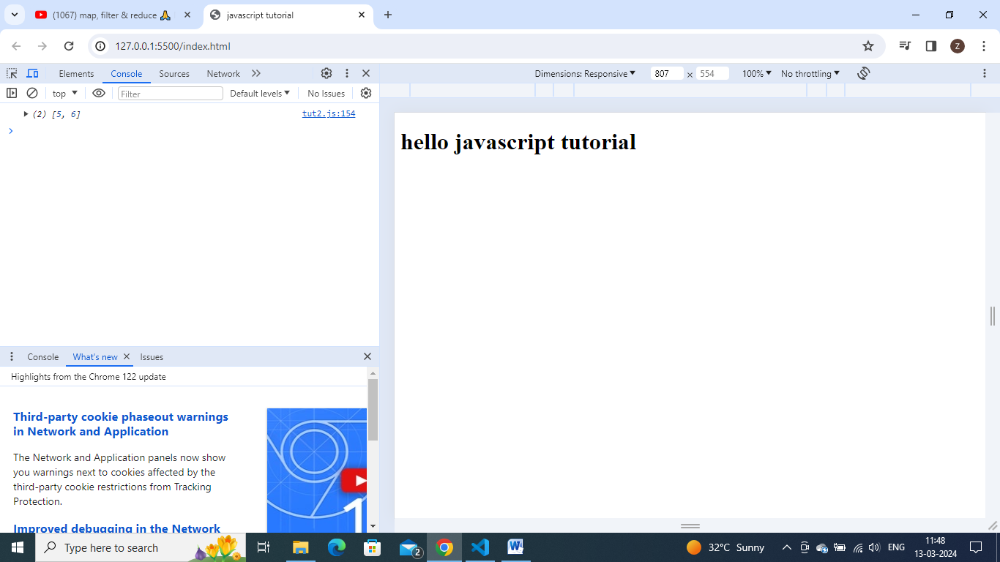 (1067) map, filter & reduce 🙏
javascript tutorial
127.0.0.1:5500/index.html
Z
Elements Console Sources Network
top Filter Default levels No Issues
(2) [5, 6] tut2.js:154
Dimensions: Responsive 807 × 554 100% No throttling
hello javascript tutorial
Console What's new Issues
Highlights from the Chrome 122 update
Third-party cookie phaseout warnings
in Network and Application
The Network and Application panels now show
you warnings next to cookies affected by the
third-party cookie restrictions from Tracking
Protection.
Improved debugging in the Network
Type here to search
2
32°C Sunny
ENG
11:48
13-03-2024